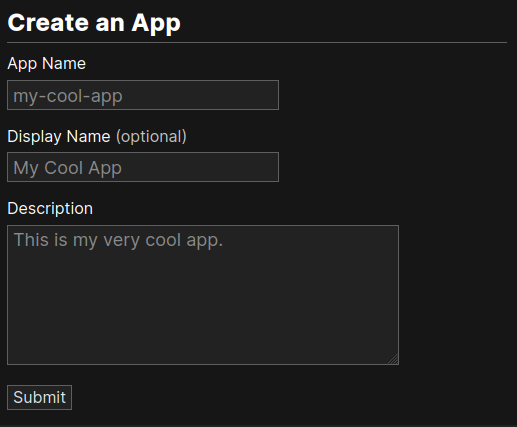 Create an App
App Name
my-cool-app
Display Name (optional)
My Cool App
Description
This is my very cool app.
Submit